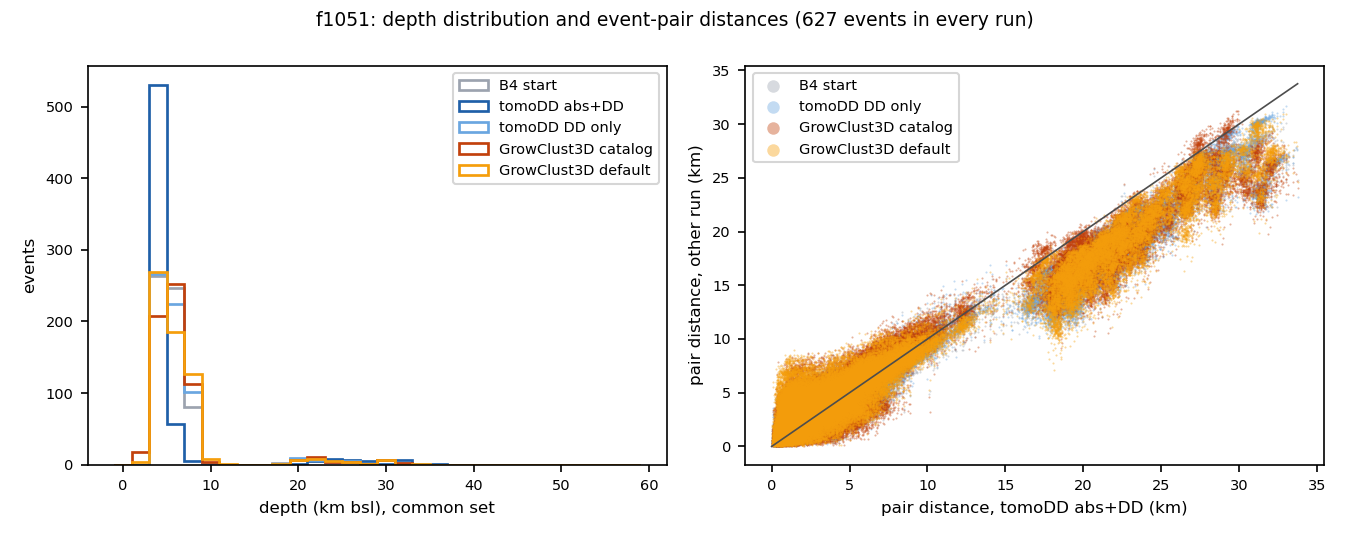 f1051: depth distribution and event-pair distances (627 events in every run)
B4 start
tomoDD abs+DD
tomoDD DD only
GrowClust3D catalog
GrowClust3D default
500
400
300
200
100
0
events
0 10 20 30 40 50 60
depth (km bsl), common set
B4 start
tomoDD DD only
GrowClust3D catalog
GrowClust3D default
35
30
25
20
15
10
5
0
pair distance, other run (km)
0 5 10 15 20 25 30 35
pair distance, tomoDD abs+DD (km)